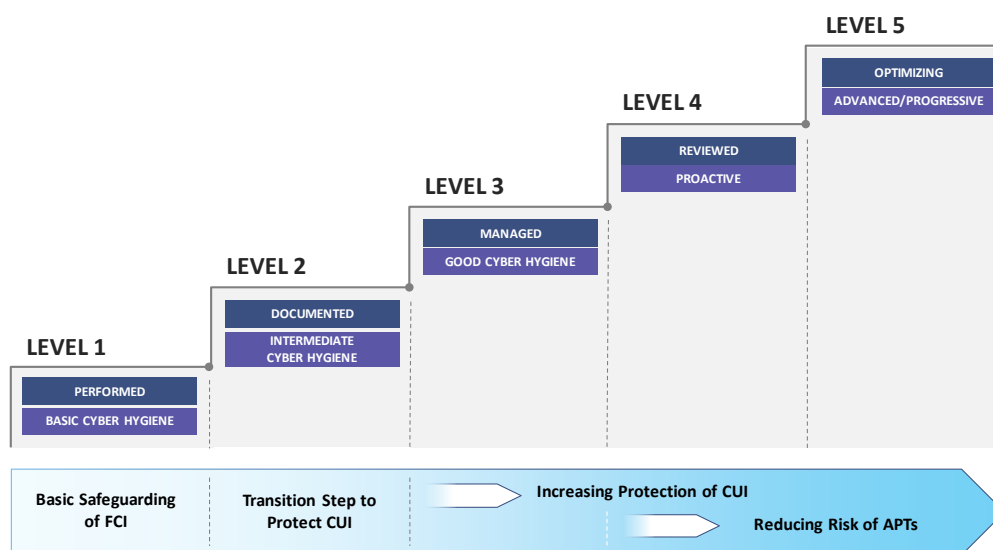 LEVEL 1
PERFORMED
BASIC CYBER HYGIENE
LEVEL 2
DOCUMENTED
INTERMEDIATE
CYBER HYGIENE
LEVEL 3
MANAGED
GOOD CYBER HYGIENE
LEVEL 4
REVIEWED
PROACTIVE
LEVEL 5
OPTIMIZING
ADVANCED/PROGRESSIVE
Basic Safeguarding
of FCI
Transition Step to
Protect CUI
Increasing Protection of CUI
Reducing Risk of APTs